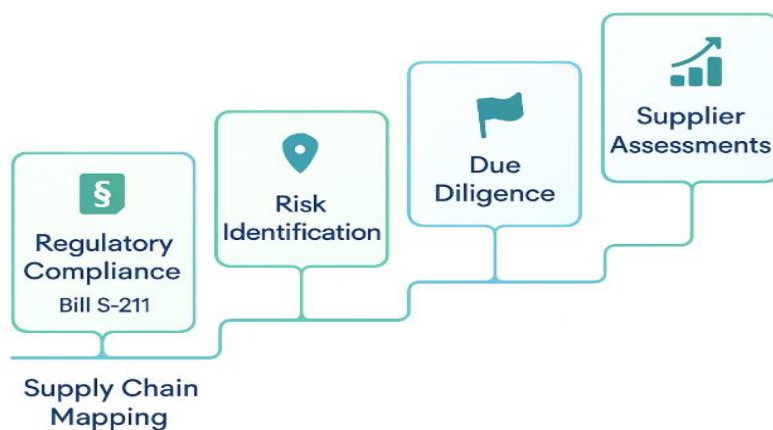 §
Regulatory
Compliance
Bill S-211
Risk
Identification
Due
Diligence
Supplier
Assessments
Supply Chain
Mapping